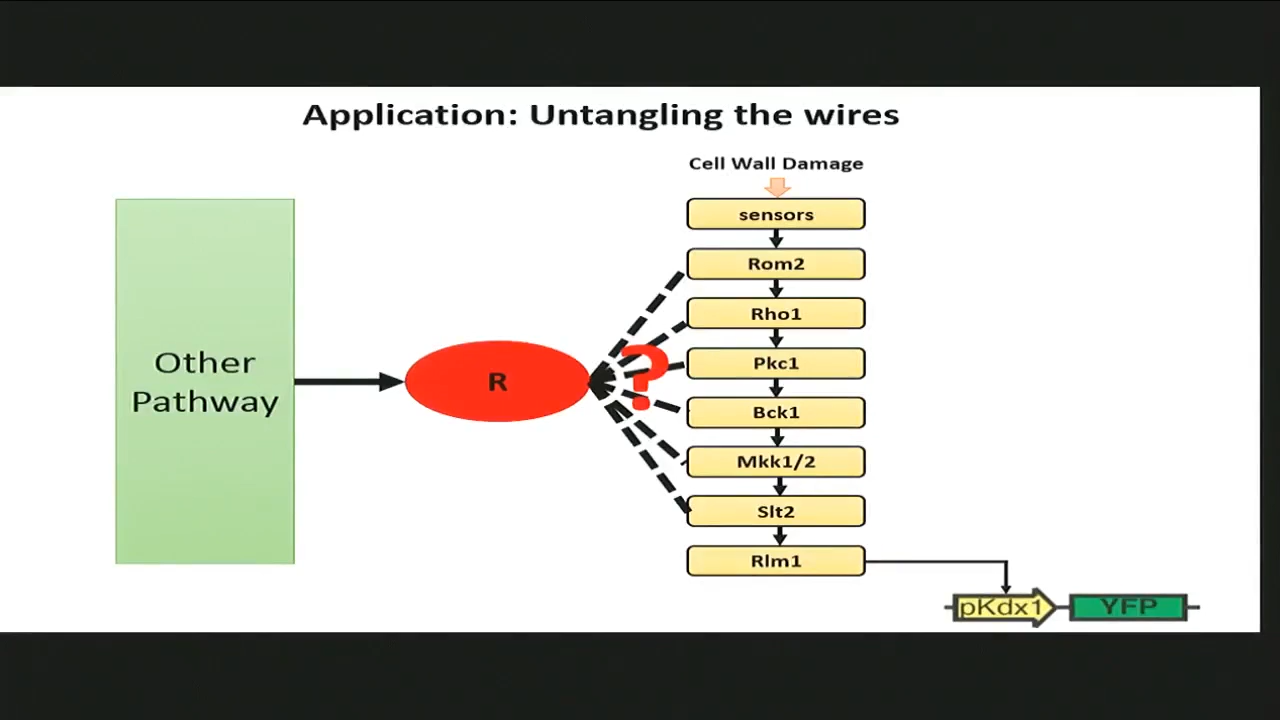 Application: Untangling the wires
Cell Wall Damage
sensors
Rom2
Rho1
Other
Pathway
R
?
Pkc1
Bck1
Mkk1/2
Slt2
Rlm1
pKdx1
YFP